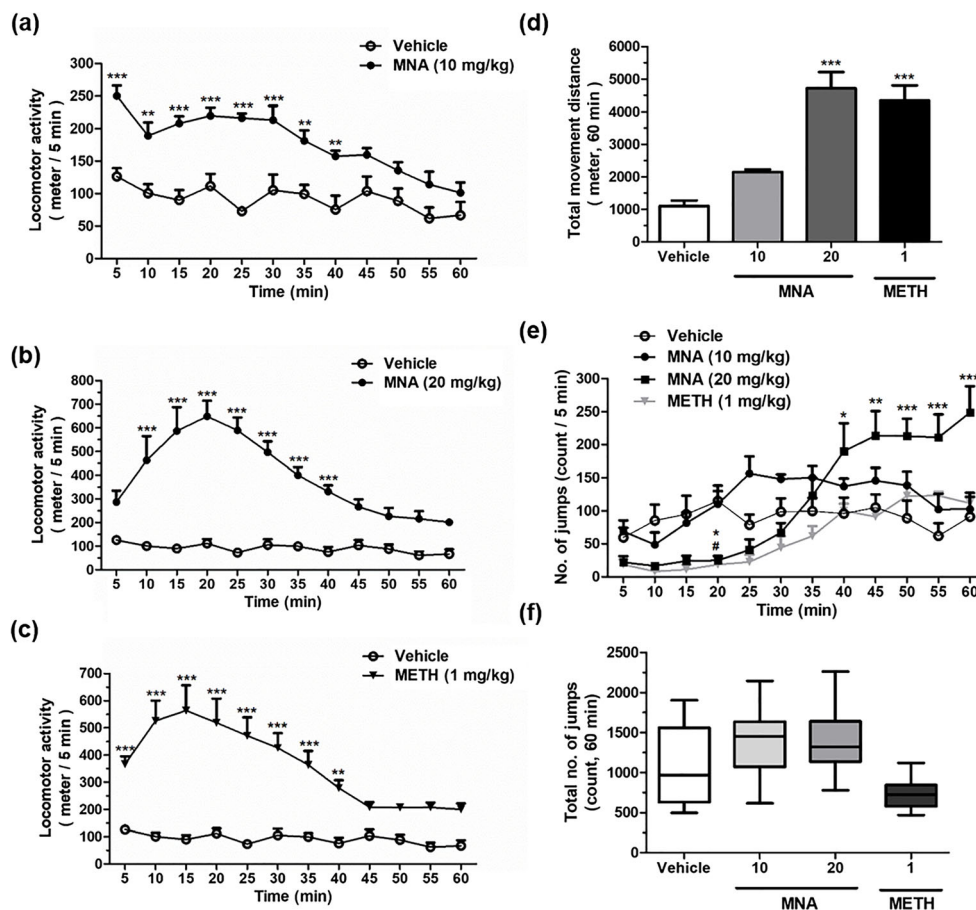 (a)
Vehicle
MNA (10 mg/kg)
Locomotor activity
( meter / 5 min )
300
250
200
150
100
50
0
***
**
***
***
***
***
**
**
5 10 15 20 25 30 35 40 45 50 55 60
Time (min)
(b)
Vehicle
MNA (20 mg/kg)
Locomotor activity
( meter / 5 min )
800
700
600
500
400
300
200
100
0
***
***
***
***
***
***
***
5 10 15 20 25 30 35 40 45 50 55 60
Time (min)
(c)
Vehicle
METH (1 mg/kg)
Locomotor activity
( meter / 5 min )
700
600
500
400
300
200
100
0
***
***
***
***
***
***
***
**
5 10 15 20 25 30 35 40 45 50 55 60
Time (min)
(d)
Total movement distance
(meter, 60 min)
6000
5000
4000
3000
2000
1000
0
***
***
Vehicle 10 20 1
MNA METH
(e)
Vehicle
MNA (10 mg/kg)
MNA (20 mg/kg)
METH (1 mg/kg)
No. of jumps (count / 5 min)
300
250
200
150
100
50
0
*
#
*
**
***
***
***
5 10 15 20 25 30 35 40 45 50 55 60
Time (min)
(f)
Total no. of jumps
(count, 60 min)
2500
2000
1500
1000
500
0
Vehicle 10 20 1
MNA METH